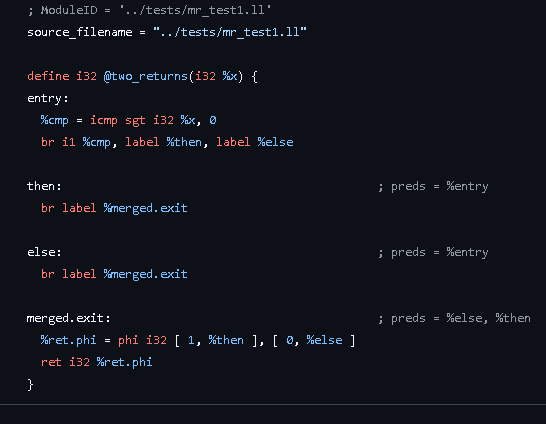 ; ModuleID = '../tests/mr_test1.ll'
source_filename = "../tests/mr_test1.ll"
define i32 @two_returns(i32 %x) {
entry:
  %cmp = icmp sgt i32 %x, 0
  br i1 %cmp, label %then, label %else
then:                                             ; preds = %entry
  br label %merged.exit
else:                                             ; preds = %entry
  br label %merged.exit
merged.exit:                                      ; preds = %else, %then
  %ret.phi = phi i32 [ 1, %then ], [ 0, %else ]
  ret i32 %ret.phi
}